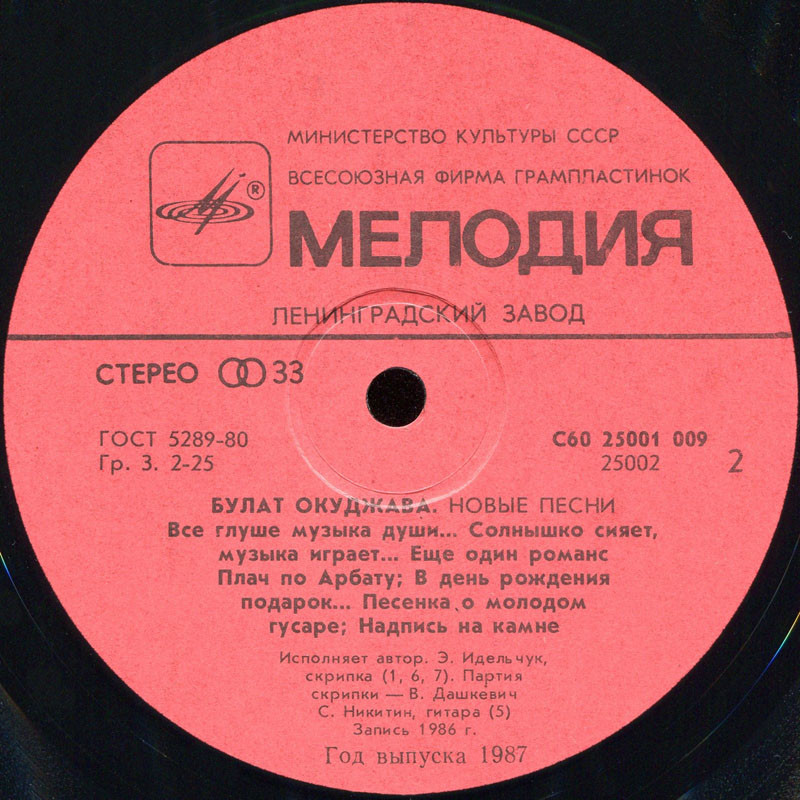 МИНИСТЕРСТВО КУЛЬТУРЫ СССР
ВСЕСОЮЗНАЯ ФИРМА ГРАМПЛАСТИНОК
®
МЕЛОДИЯ
ЛЕНИНГРАДСКИЙ ЗАВОД
СТЕРЕО 33
ГОСТ 5289-80
Гр. 3. 2-25
С60 25001 009
25002 2
БУЛАТ ОКУДЖАВА. НОВЫЕ ПЕСНИ
Все глуше музыка души... Солнышко сияет,
музыка играет... Еще один романс
Плач по Арбату; В день рождения
подарок... Песенка о молодом
гусаре; Надпись на камне
Исполняет автор. Э. Идельчук,
скрипка (1, 6, 7). Партия
скрипки — В. Дашкевич
С. Никитин, гитара (5)
Запись 1986 г.
Год выпуска 1987